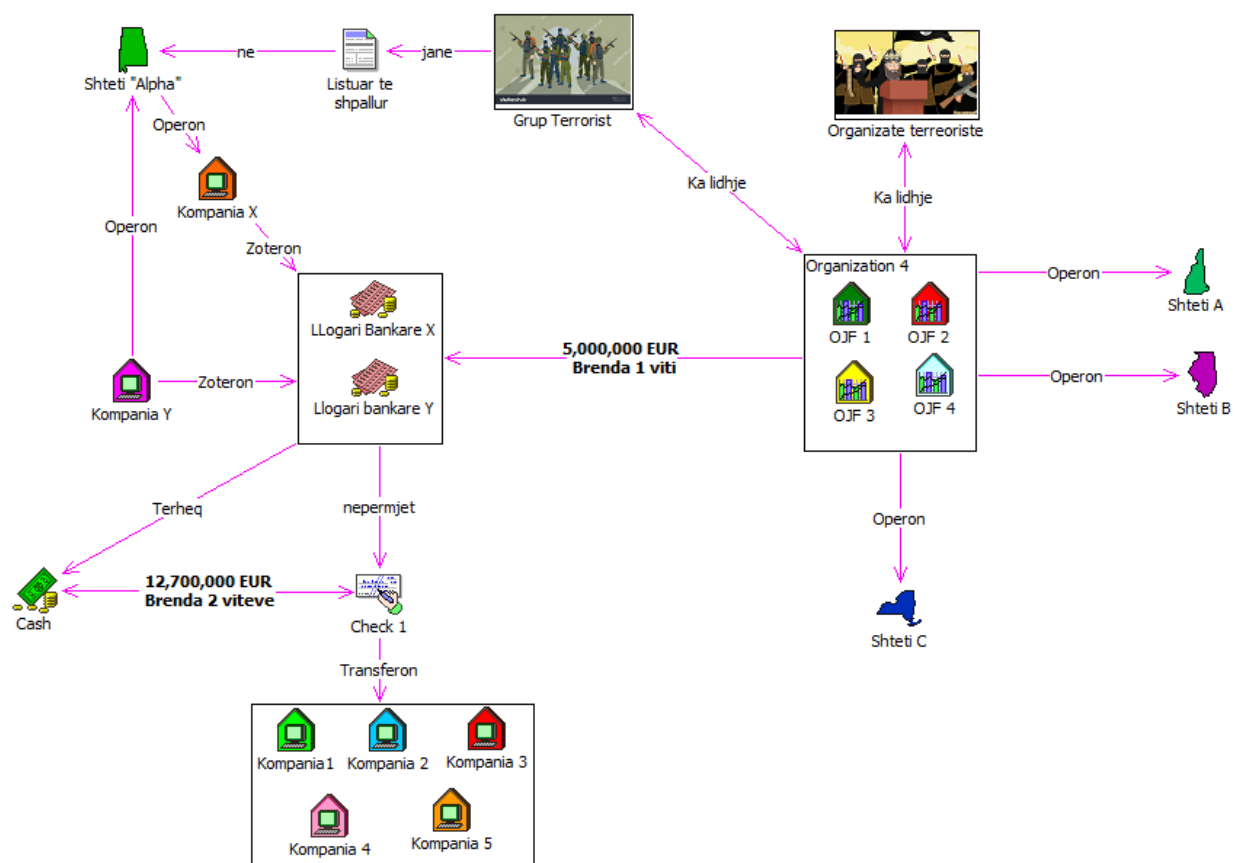 ne
jane
Shteti "Alpha"
Listuar te
shpallur
Grup Terrorist
Organizate terreoriste
Operon
Kompania X
Ka lidhje
Ka lidhje
Operon
Zoteron
Organization 4
OJF 1
OJF 2
OJF 3
OJF 4
Operon
Shteti A
LLogari Bankare X
Llogari bankare Y
5,000,000 EUR
Brenda 1 viti
Zoteron
Kompania Y
Operon
Shteti B
Terheq
nepermjet
Operon
12,700,000 EUR
Brenda 2 viteve
Cash
Check 1
Shteti C
Transferon
Kompania1
Kompania 2
Kompania 3
Kompania 4
Kompania 5